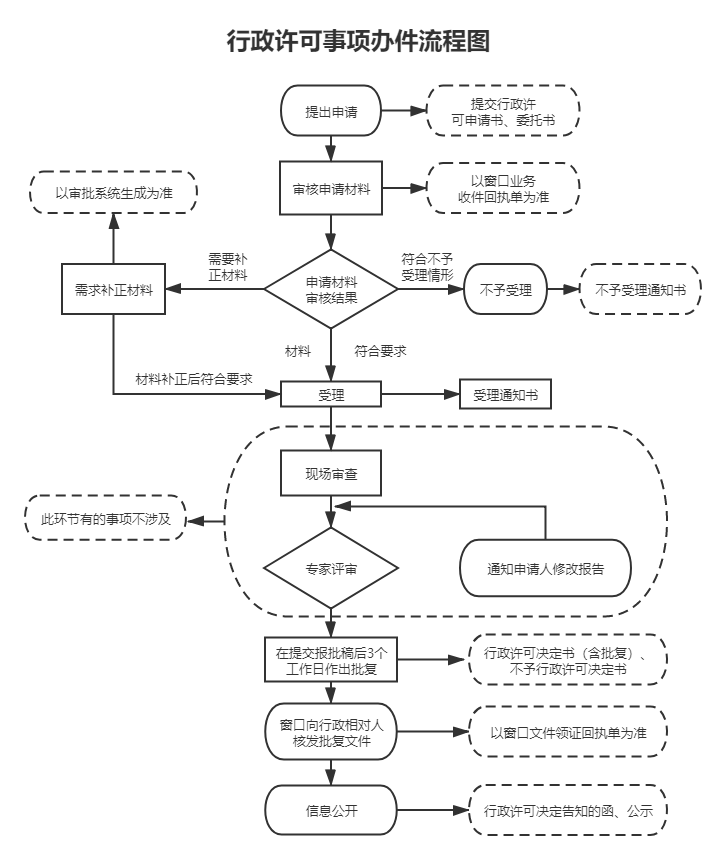 行政许可事项办件流程图
提出申请
提交行政许
可申请书、委托书
审核申请材料
以窗口业务
收件回执单为准
以审批系统生成为准
需要补
正材料
符合不予
受理情形
需求补正材料
申请材料
审核结果
不予受理
不予受理通知书
材料 符合要求
材料补正后符合要求
受理
受理通知书
现场审查
此环节有的事项不涉及
专家评审
通知申请人修改报告
在提交报批稿后3个
工作日作出批复
行政许可决定书（含批复）、
不予行政许可决定书
窗口向行政相对人
核发批复文件
以窗口文件领证回执单为准
信息公开
行政许可决定告知的函、公示